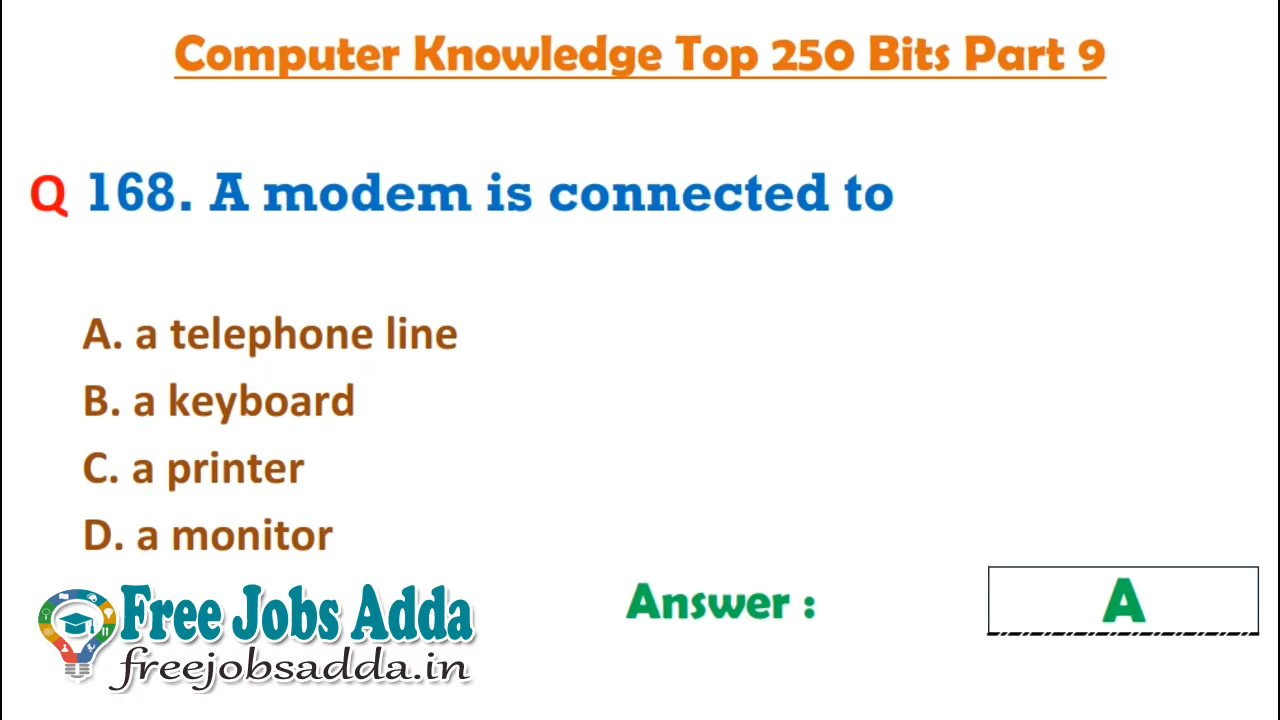 Computer Knowledge Top 250 Bits Part 9
Q 168. A modem is connected to
A. a telephone line
B. a keyboard
C. a printer
D. a monitor
Free Jobs Adda
freejobsadda.in
Answer :
A